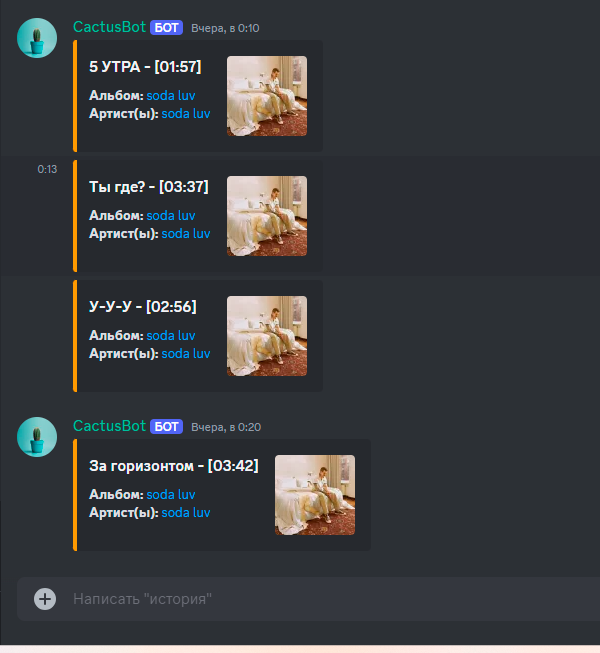 CactusBot БОТ Вчера, в 0:10
5 УТРА - [01:57]
Альбом: soda luv
Артист(ы): soda luv
0:13
Ты где? - [03:37]
Альбом: soda luv
Артист(ы): soda luv
У-У-У - [02:56]
Альбом: soda luv
Артист(ы): soda luv
CactusBot БОТ Вчера, в 0:20
За горизонтом - [03:42]
Альбом: soda luv
Артист(ы): soda luv
Написать "история"